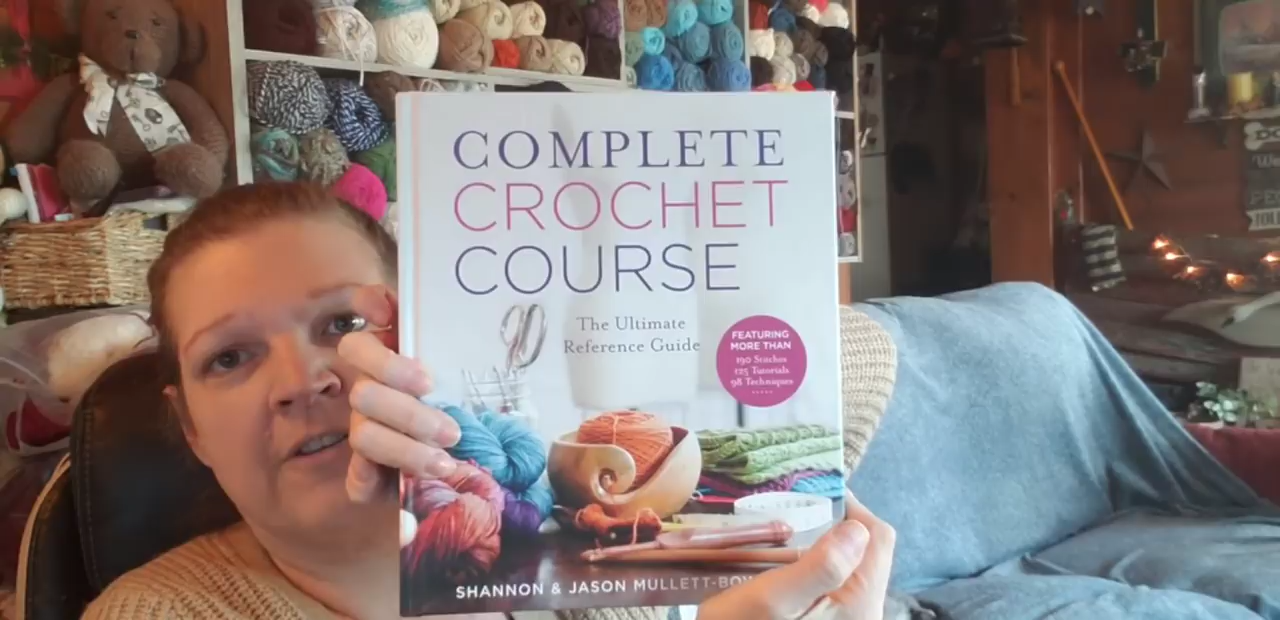 COMPLETE
CROCHET
COURSE
The Ultimate
Reference Guide
FEATURING
MORE THAN
190 Stitches
125 Tutorials
98 Techniques
SHANNON & JASON MULLETT-